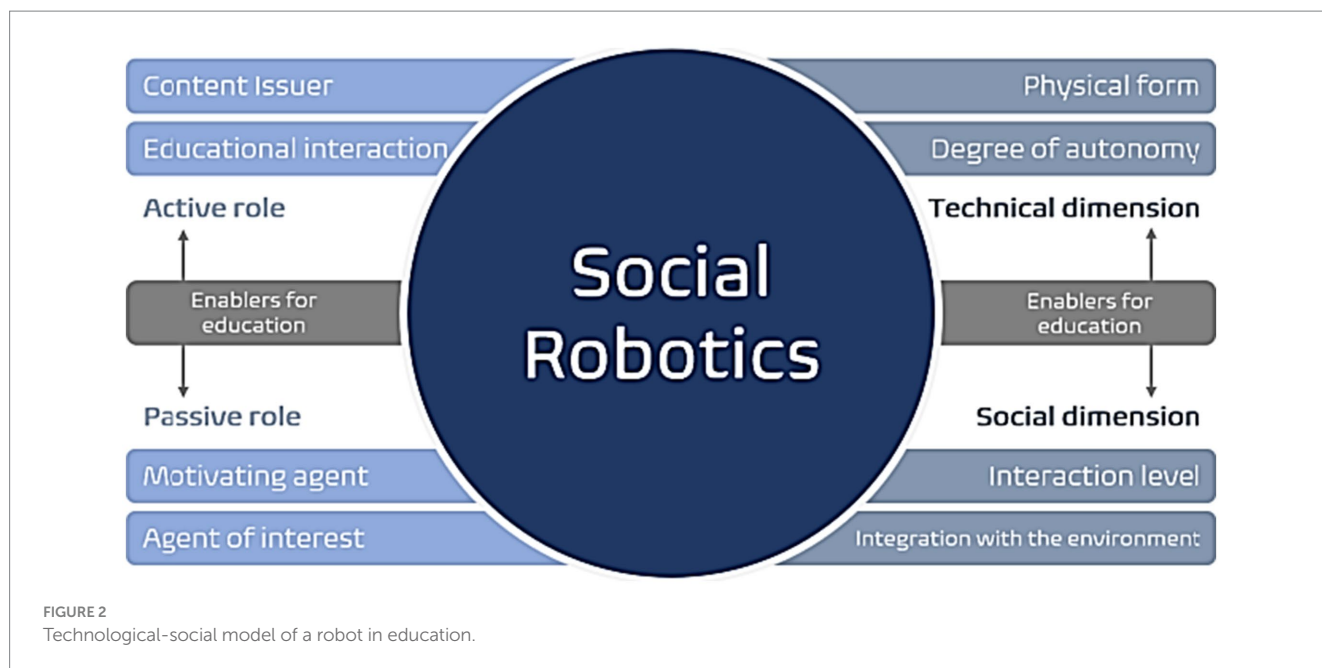 Content Issuer
Educational interaction
Active role
Enablers for
education
Passive role
Motivating agent
Agent of interest
Social
Robotics
Physical form
Degree of autonomy
Technical dimension
Enablers for
education
Social dimension
Interaction level
Integration with the environment
FIGURE 2
Technological-social model of a robot in education.